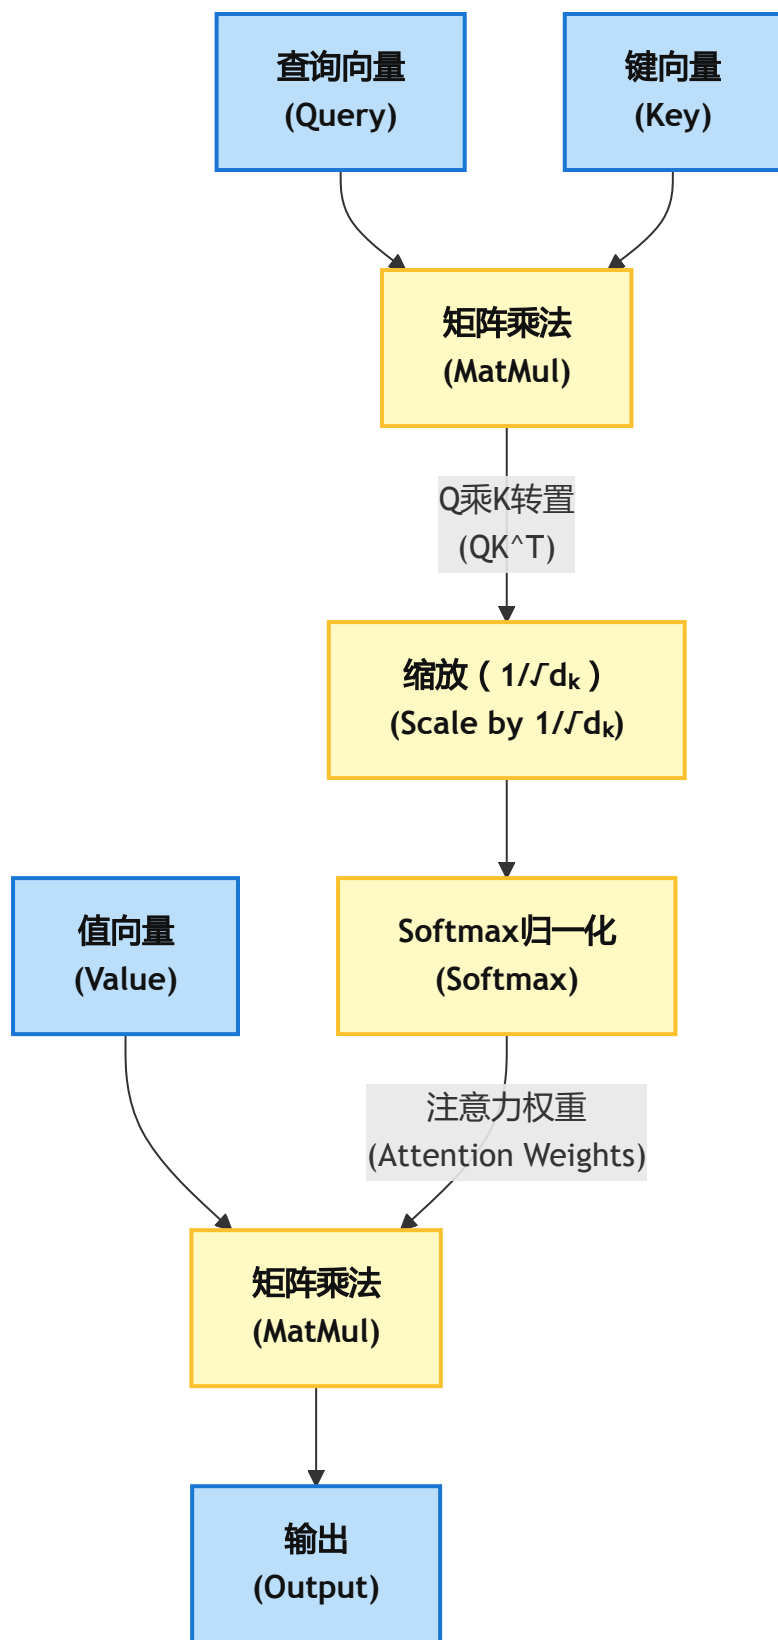 查询向量
(Query)
键向量
(Key)
矩阵乘法
(MatMul)
Q乘K转置
(QK^T)
缩放（1/√dₖ）
(Scale by 1/√dₖ)
值向量
(Value)
Softmax归一化
(Softmax)
注意力权重
(Attention Weights)
矩阵乘法
(MatMul)
输出
(Output)